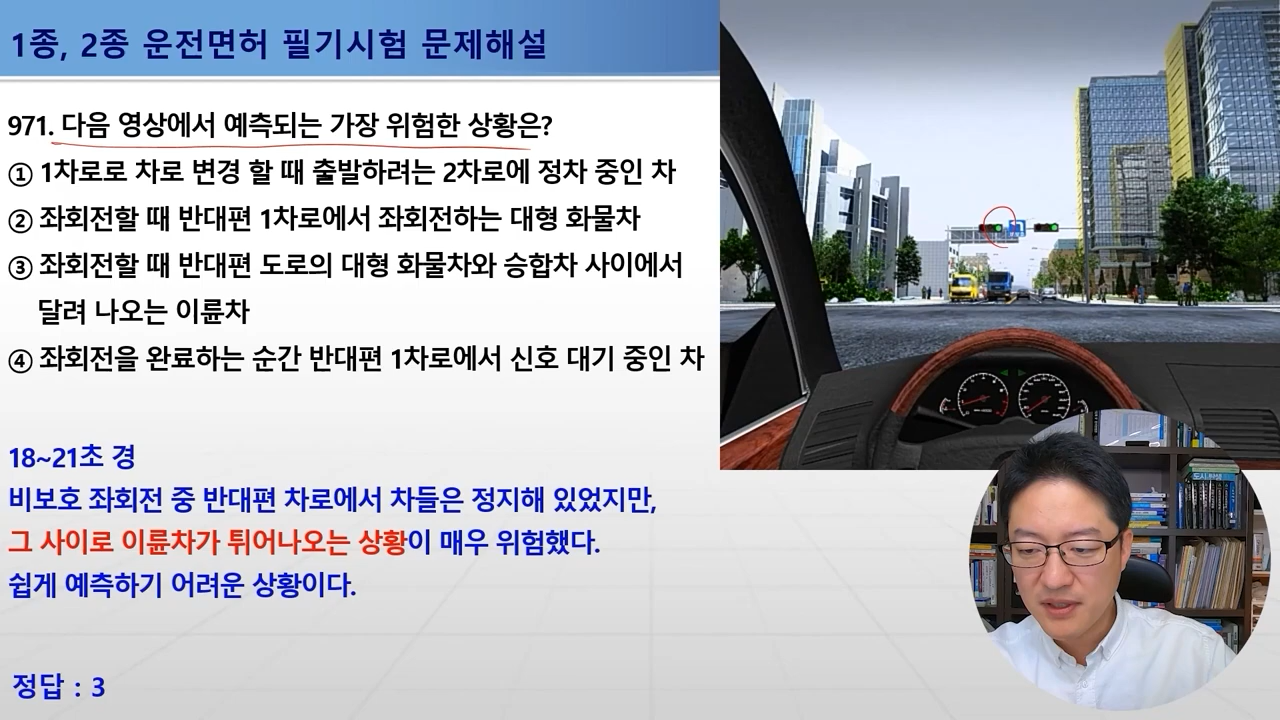 1종, 2종 운전면허 필기시험 문제해설
971. 다음 영상에서 예측되는 가장 위험한 상황은?
① 1차로로 차로 변경 할 때 출발하려는 2차로에 정차 중인 차
② 좌회전할 때 반대편 1차로에서 좌회전하는 대형 화물차
③ 좌회전할 때 반대편 도로의 대형 화물차와 승합차 사이에서
달려 나오는 이륜차
④ 좌회전을 완료하는 순간 반대편 1차로에서 신호 대기 중인 차
18~21초 경
비보호 좌회전 중 반대편 차로에서 차들은 정지해 있었지만,
그 사이로 이륜차가 튀어나오는 상황이 매우 위험했다.
쉽게 예측하기 어려운 상황이다.
정답 : 3